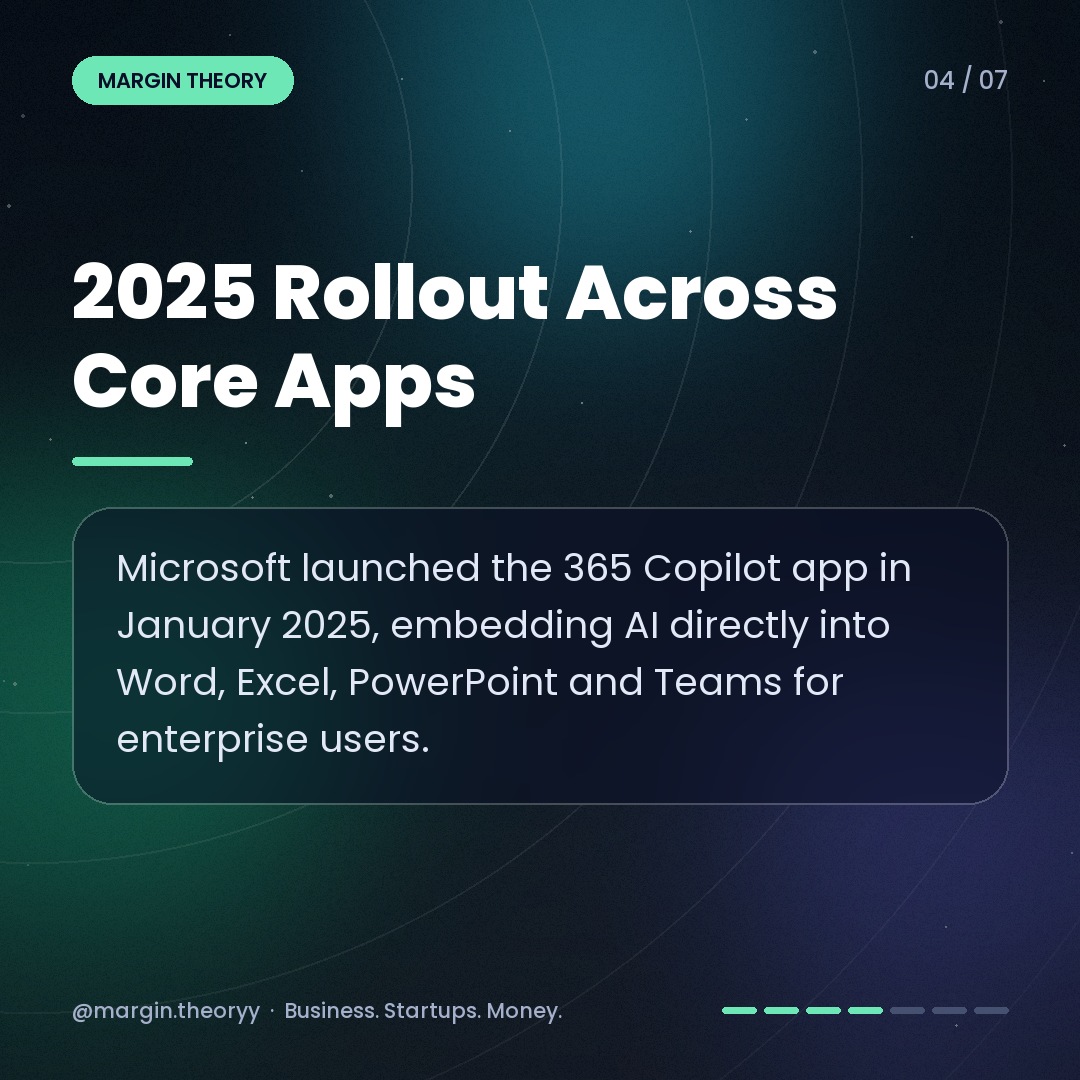 MARGIN THEORY
04 / 07
2025 Rollout Across
Core Apps
Microsoft launched the 365 Copilot app in
January 2025, embedding AI directly into
Word, Excel, PowerPoint and Teams for
enterprise users.
@margin.theoryy · Business. Startups. Money.